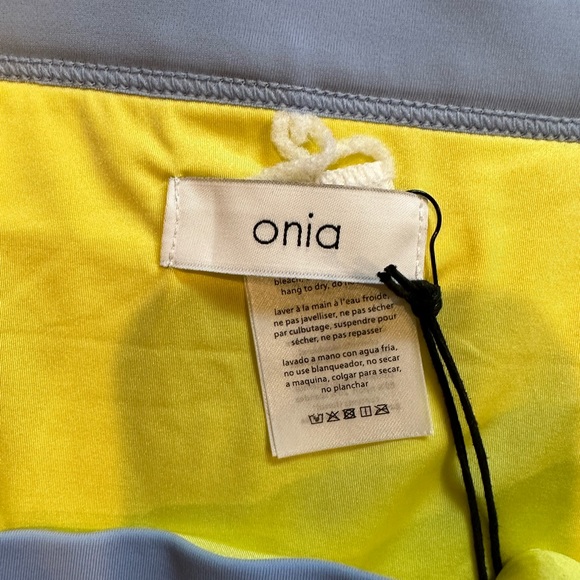 onia
bleach,
hang to dry, do
laver à la main à l'eau froide,
ne pas javelliser, ne pas sécher
par culbutage, suspendre pour
sécher, ne pas repasser
lavado a mano con agua fria,
no use blanqueador, no secar
a maquina, colgar para secar,
no planchar